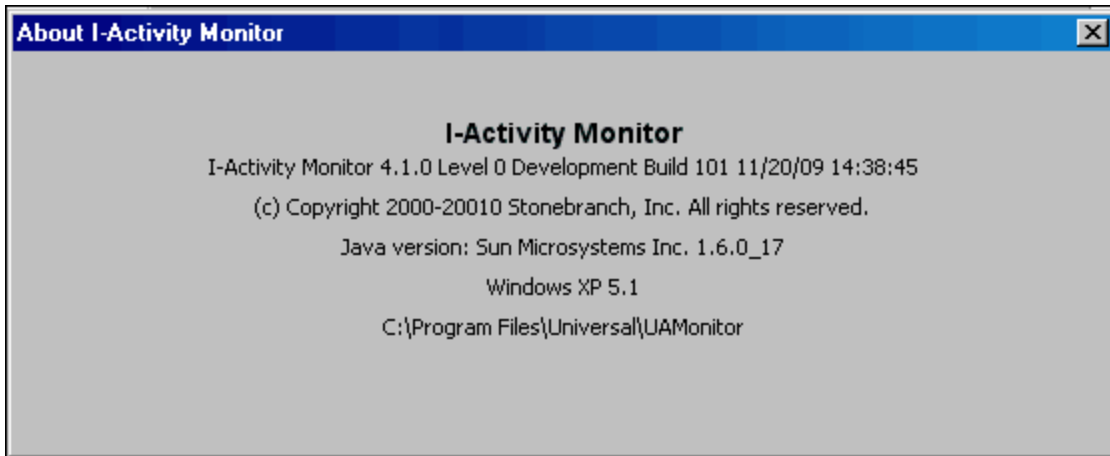 About I-Activity Monitor
I-Activity Monitor
I-Activity Monitor 4.1.0 Level 0 Development Build 101 11/20/09 14:38:45
(c) Copyright 2000-20010 Stonebranch, Inc. All rights reserved.
Java version: Sun Microsystems Inc. 1.6.0_17
Windows XP 5.1
C:\Program Files\Universal\UAMonitor